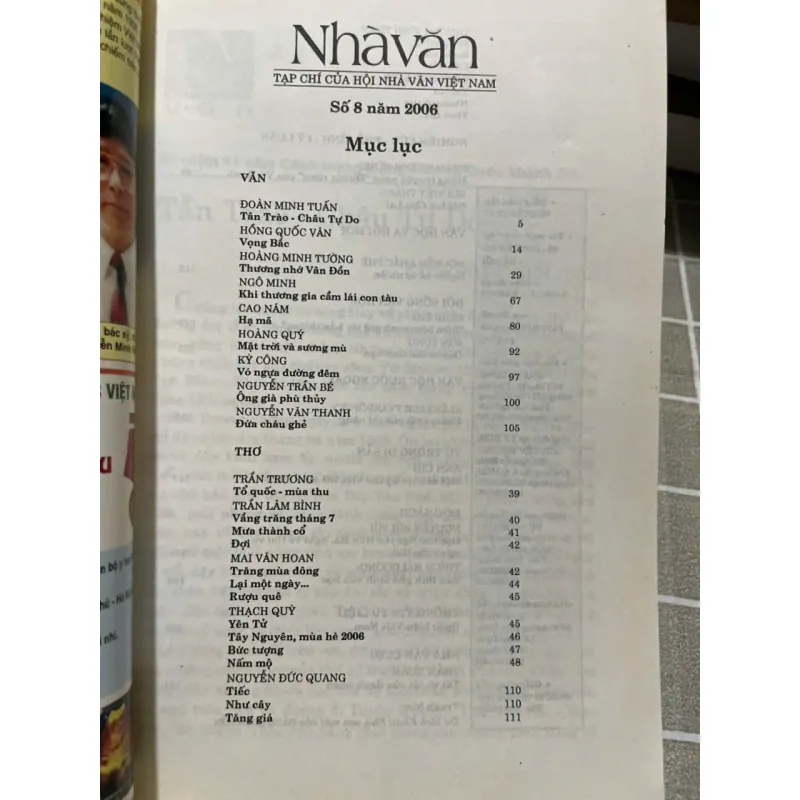 Nhà văn
TẠP CHÍ CỦA HỘI NHÀ VĂN VIỆT NAM
Số 8 năm 2006
Mục lục
VĂN
ĐOÀN MINH TUẤN
Tân Trào - Châu Tự Do 5
HỒNG QUỐC VĂN
Vọng Bắc 14
HOÀNG MINH TƯỜNG
Thương nhớ Vân Đồn 29
NGÔ MINH
Khi thương gia cầm lái con tàu 67
CAO NĂM
Hạ mã 80
HOÀNG QUÝ
Mặt trời và sương mù 92
KỲ CÔNG
Vó ngựa đường đêm 97
NGUYỄN TRẦN BÉ
Ông già phù thủy 100
NGUYỄN VĂN THANH
Đứa cháu ghẻ 105
THƠ
TRẦN TRƯƠNG
Tổ quốc - mùa thu 39
TRẦN LÂM BÌNH
Vầng trăng tháng 7 40
Mưa thành cổ 41
Đợi 42
MAI VĂN HOAN
Trăng mùa đông 42
Lại một ngày... 44
Rượu quê 45
THẠCH QUỲ
Yên Tử 45
Tây Nguyên, mùa hè 2006 46
Bức tượng 47
Nấm mộ 48
NGUYỄN ĐỨC QUANG
Tiếc 110
Như cây 110
Tăng giá 111
bác sỹ
VIỆT